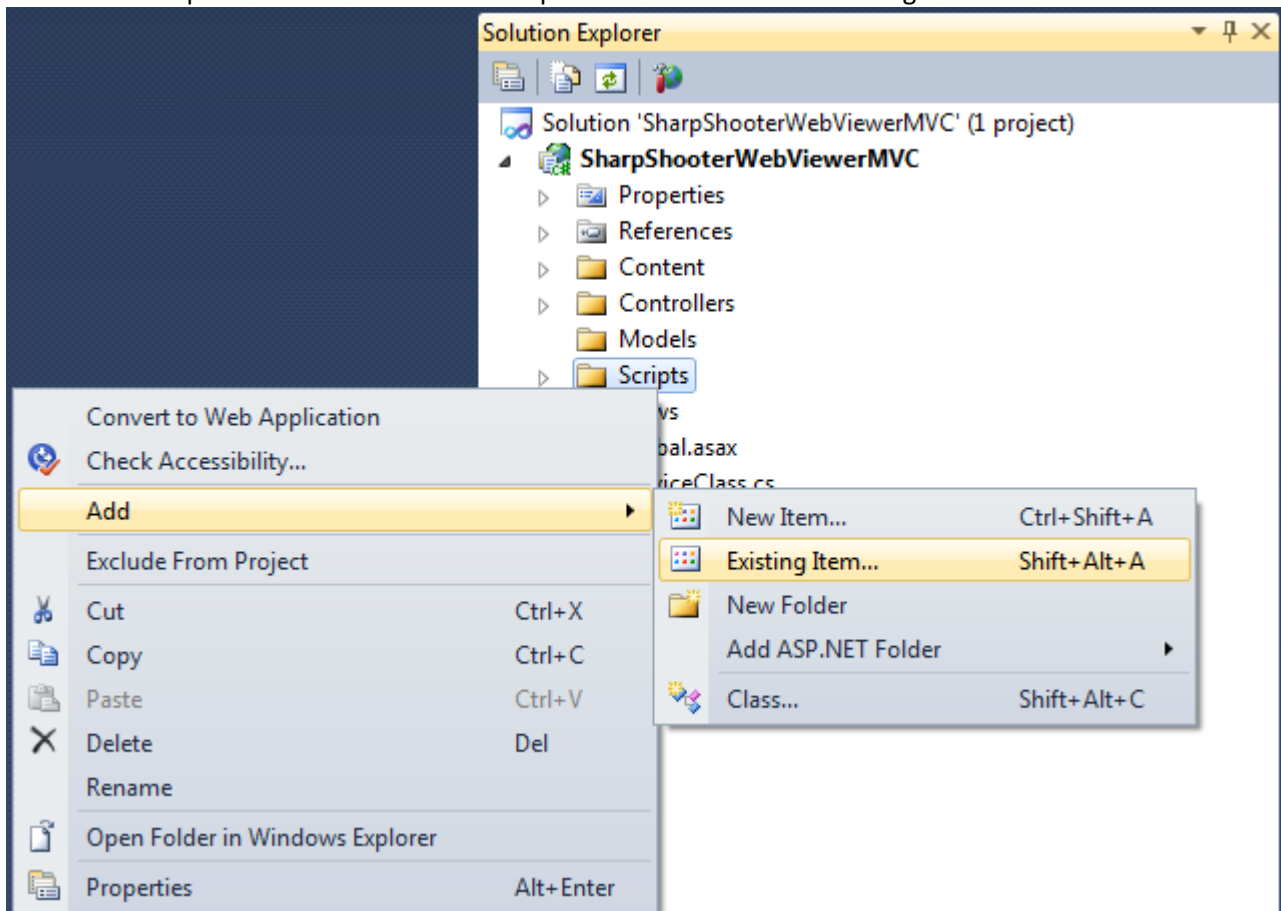 Solution Explorer
Solution 'SharpShooterWebViewerMVC' (1 project)
SharpShooterWebViewerMVC
Properties
References
Content
Controllers
Models
Scripts
Convert to Web Application
Check Accessibility...
Add
Exclude From Project
Cut Ctrl+X
Copy Ctrl+C
Paste Ctrl+V
Delete Del
Rename
Open Folder in Windows Explorer
Properties Alt+Enter
New Item... Ctrl+Shift+A
Existing Item... Shift+Alt+A
New Folder
Add ASP.NET Folder
Class... Shift+Alt+C